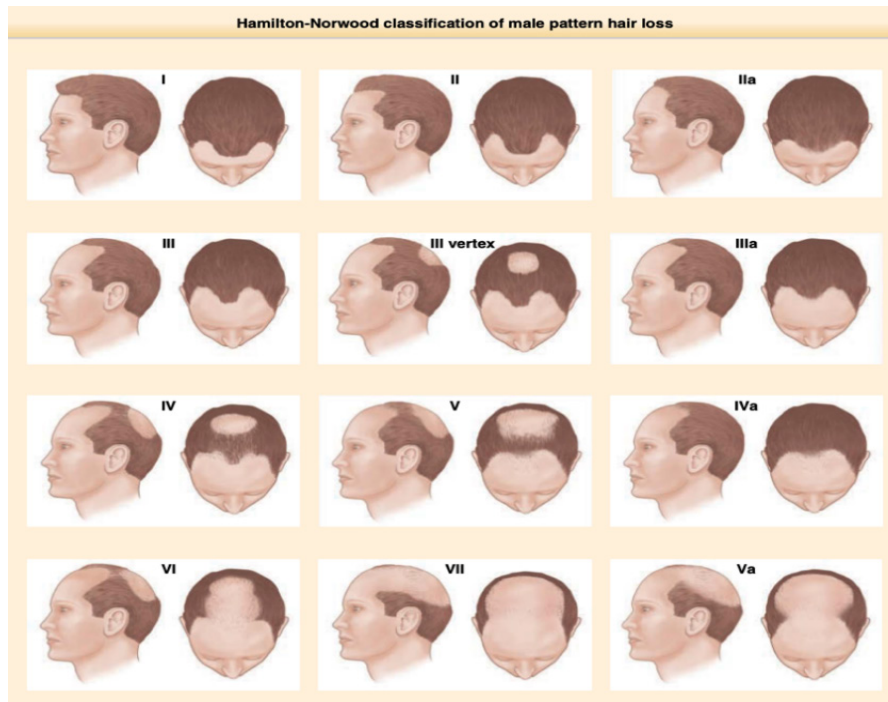 Hamilton-Norwood classification of male pattern hair loss
I
II
IIa
III
III vertex
IIIa
IV
V
IVa
VI
VII
Va